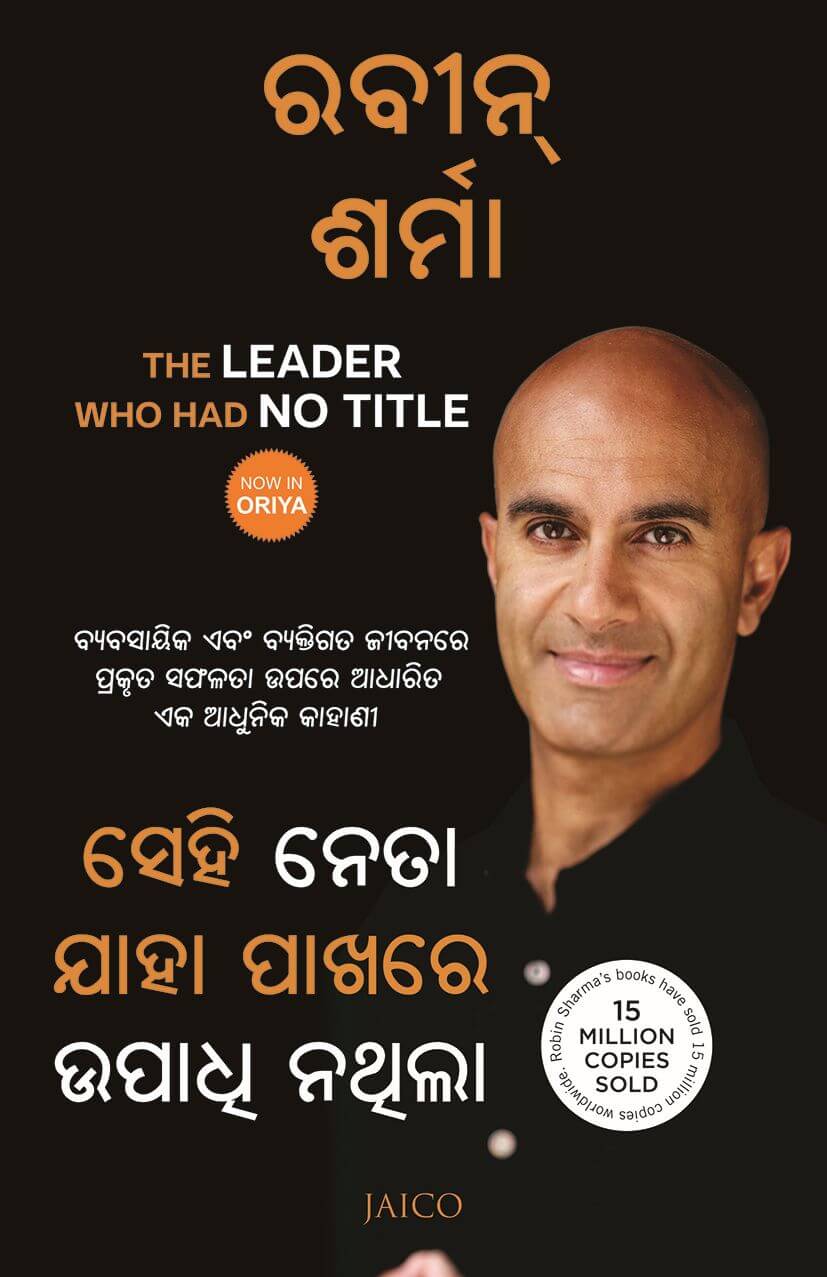 ରବୀନ୍
ଶର୍ମା
THE LEADER
WHO HAD NO TITLE
NOW IN
ORIYA
ବ୍ୟବସାୟିକ ଏବଂ ବ୍ୟକ୍ତିଗତ ଜୀବନରେ
ପ୍ରକୃତ ସଫଳତା ଉପରେ ଆଧାରିତ
ଏକ ଆଧୁନିକ କାହାଣୀ
ସେହି ନେତା
ଯାହା ପାଖରେ
ଉପାଧି ନଥିଲା
Robin Sharma's books have sold 15 million copies worldwide.
15
MILLION
COPIES
SOLD
JAICO